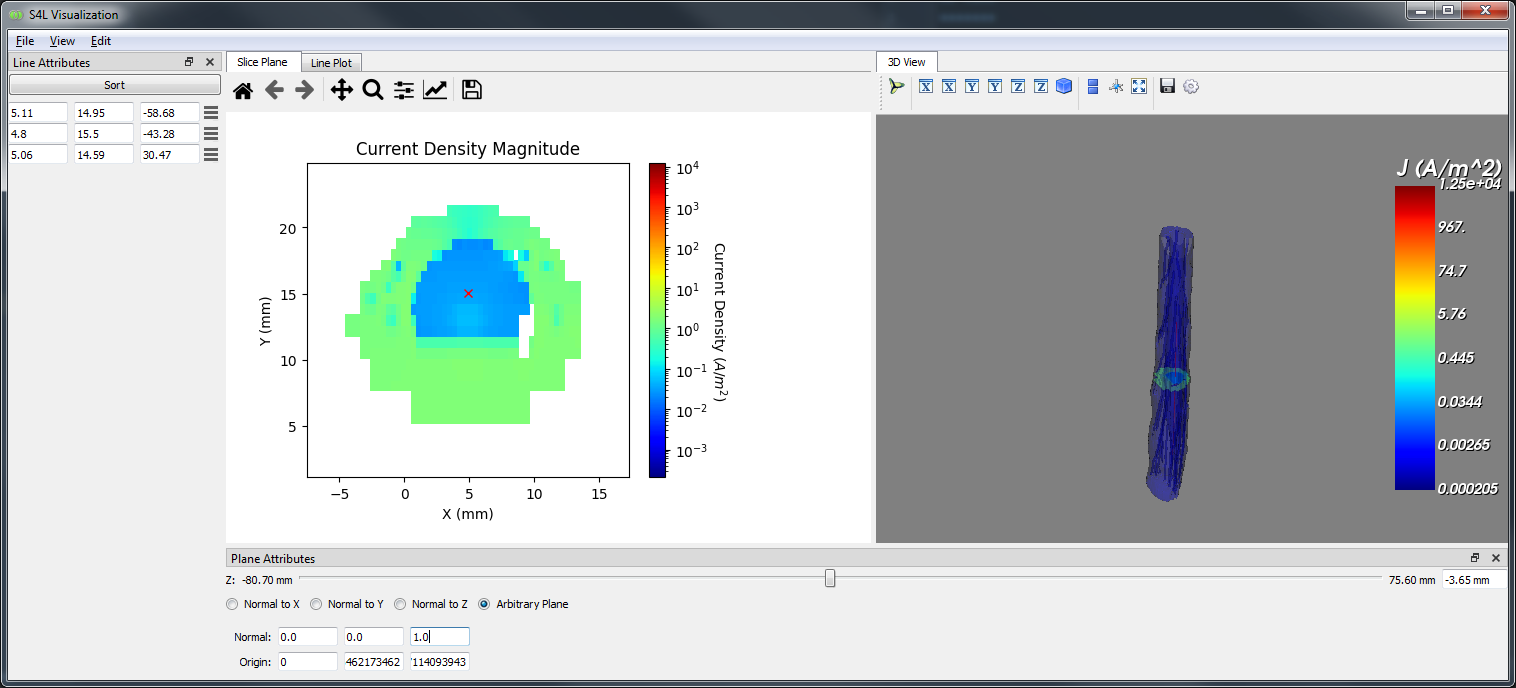 S4L Visualization
File View Edit
Line Attributes
Sort
5.11 14.95 -58.68
4.8 15.5 -43.28
5.06 14.59 30.47
Slice Plane Line Plot
Current Density Magnitude
20
15
10
5
Y (mm)
−5 0 5 10 15
X (mm)
10^4
10^3
10^2
10^1
10^0
10^−1
10^−2
10^−3
Current Density (A/m^2)
3D View
X X Y Y Z Z
J (A/m^2)
1.25e+04
967.
74.7
5.76
0.445
0.0344
0.00265
0.000205
Plane Attributes
Z: -80.70 mm 75.60 mm -3.65 mm
Normal to X Normal to Y Normal to Z Arbitrary Plane
Normal: 0.0 0.0 1.0
Origin: 0 462173462 114093943